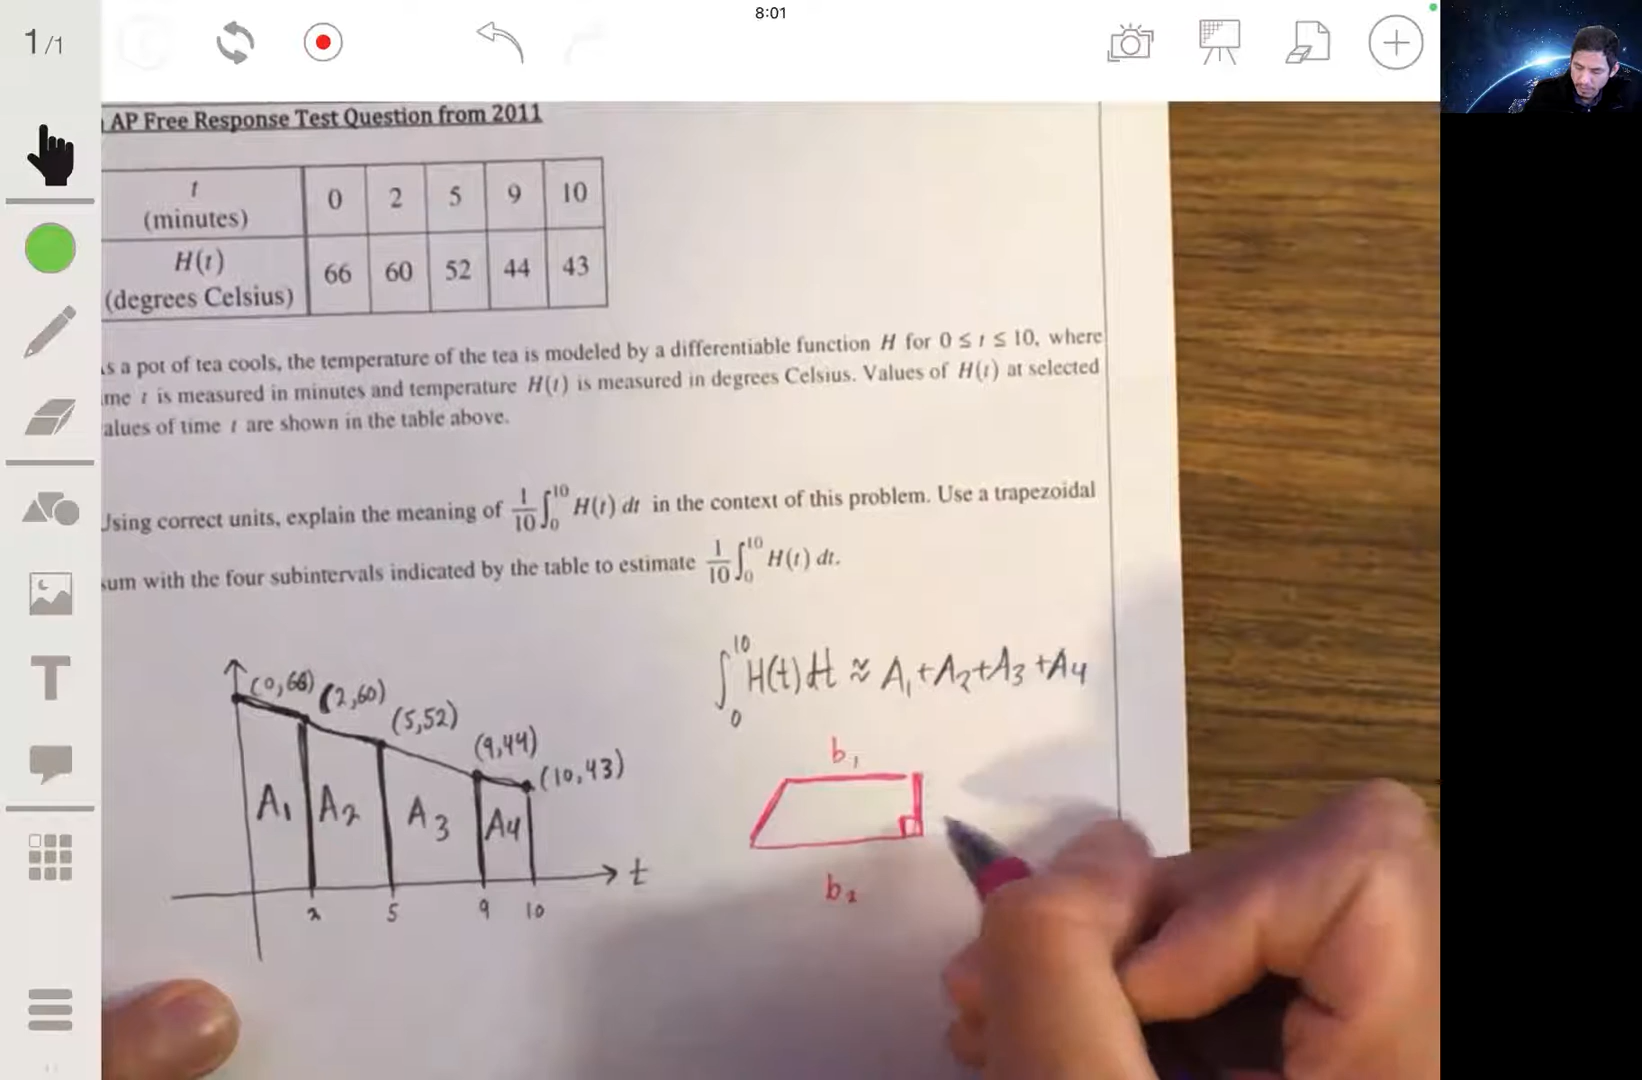 8:01
1/1
AP Free Response Test Question from 2011
t (minutes) 0 2 5 9 10
H(t) (degrees Celsius) 66 60 52 44 43
s a pot of tea cools, the temperature of the tea is modeled by a differentiable function H for 0 ≤ t ≤ 10, where
me t is measured in minutes and temperature H(t) is measured in degrees Celsius. Values of H(t) at selected
alues of time t are shown in the table above.
Using correct units, explain the meaning of 1/10 ∫₀¹⁰ H(t) dt in the context of this problem. Use a trapezoidal
sum with the four subintervals indicated by the table to estimate 1/10 ∫₀¹⁰ H(t) dt.
∫₀¹⁰ H(t) dt ≈ A₁+A₂+A₃+A₄
(0,66) (2,60)
(5,52)
(9,44)
(10,43)
A₁ A₂ A₃ A₄
t
2 5 9 10
b₁
b₂
T